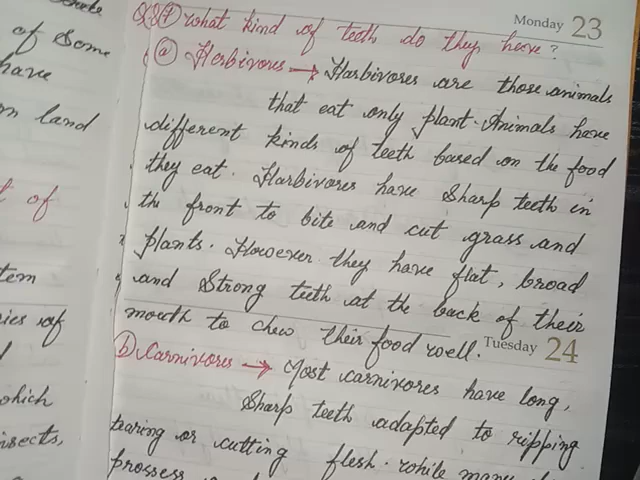 of Some
have
on land
of
tem
ies of
which
insects,
Monday 23
what kind of teeth do they have?
(a) Herbivores → Harbivores are those animals
that eat only plant. Animals have
different kinds of teeth based on the food
they eat. Harbivores have Sharp teeth in
the front to bite and cut grass and
plants. However they have flat, broad
and Strong teeth at the back of their
mouth to chew their food well.
Tuesday 24
b) Carnivores → Most carnivores have long,
Sharp teeth adapted to ripping
tearing or cutting flesh. while many
prossess